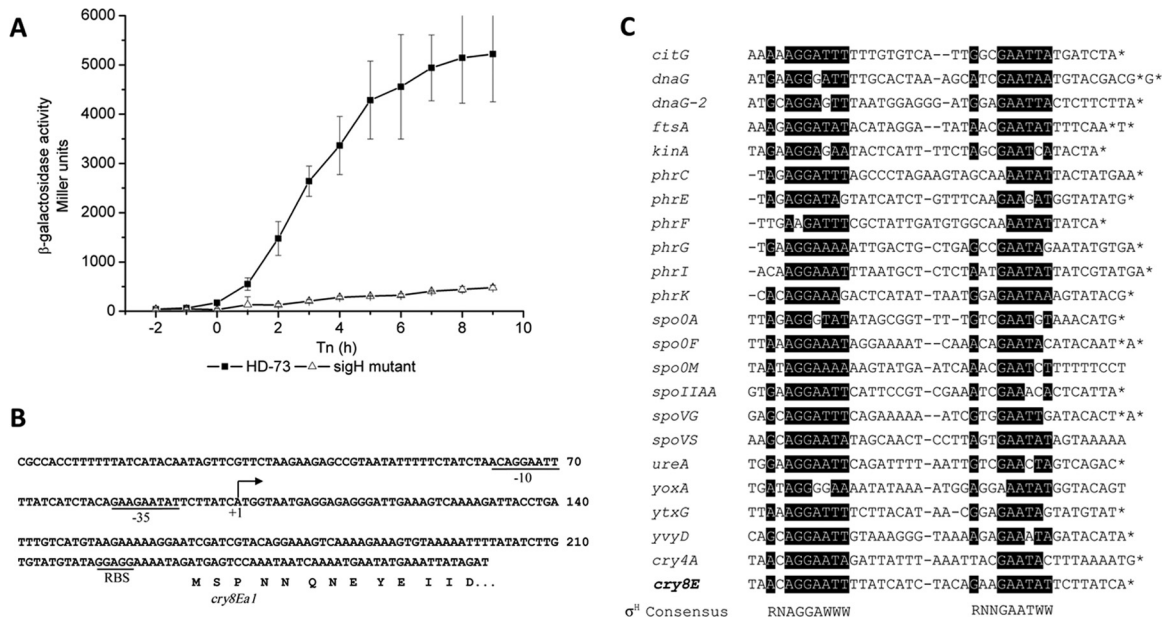 A
6000
5000
4000
3000
2000
1000
0
β-galactosidase activity
Miller units
-2 0 2 4 6 8 10
Tn (h)
HD-73 sigH mutant
B
CGCCACCTTTTTTATCATACAATAGTTCGTTCTAAGAAGAGCCGTAATATTTTTCTATCTAACAGGAATT 70
-10
TTATCATCTACAGAAGAATATTCTTATCATGGTAATGAGGAGAGGGATTGAAAGTCAAAAGATTACCTGA 140
-35 +1
TTTGTCATGTAAGAAAAAGGAATCGATCGTACAGGAAAGTCAAAAGAAAGTGTAAAAATTTTATATCTTG 210
TGTATGTATAGGAGGAAAATAGATGAGTCCAAATAATCAAAATGAATATGAAATTATAGAT
RBS M S P N N Q N E Y E I I D...
cry8Ea1
C
citG AAAAAGGATTTTTTGTGTCA--TTGGCGAATTATGATCTA*
dnaG ATGAAGGGATTTTGCACTAA-AGCATCGAATAATGTACGACG*G*
dnaG-2 ATGCAGGAGTTTAATGGAGGG-ATGGAGAATTACTCTTCTTA*
ftsA AAAGAGGATATACATAGGA--TATAACGAATATTTTCAA*T*
kinA TAGAAGGAGAATACTCATT-TTCTAGCGAATCATACTA*
phrC -TAGAGGATTTAGCCCTAGAAGTAGCAAAATATTACTATGAA*
phrE -TAGAGGATAGTATCATCT-GTTTCAAGAAGATGGTATATG*
phrF -TTGAAGATTTCGCTATTGATGTGGCAAAATATTATCA*
phrG -TGAAGGAAAAATTGACTG-CTGAGCCGAATAGAATATGTGA*
phrI -ACAAGGAAATTTAATGCT-CTCTAATGAATATTATCGTATGA*
phrK -CACAGGAAAGACTCATAT-TAATGGAGAATAAAGTATACG*
spo0A TTAGAGGGTATATAGCGGT-TT-TGTCGAATGTAAACATG*
spo0F TTAAAGGAAATAGGAAAAT--CAAACAGAATACATACAAT*A*
spo0M TAATAGGAAAAAAAGTATGA-ATCAAACGAATCTTTTTTCCT
spoIIAA GTGAAGGAATTCATTCCGT-CGAAATCGAAACACTCATTA*
spoVG GAGCAGGATTTCAGAAAAA--ATCGTGGAATTGATACACT*A*
spoVS AAGCAGGAATATAGCAACT-CCTTAGTGAATATAGTAAAAA
ureA TGGAAGGAATTCAGATTTT-AATTGTCGAACTAGTCAGAC*
yoxA TGATAGGGGAAAATATAAA-ATGGAGGAAATATGGTACAGT
ytxG TTAAAGGATTTTCTTACAT-AA-CGGAGAATAGTATGTAT*
yvyD CAGCAGGAATTGTAAAGGG-TAAAAGAGAAATAGATACATA*
cry4A TAACAGGAATAGATTATTT-AAATTACGAATACTTTAAAATG*
cry8E TAACAGGAATTTTATCATC-TACAGAAGAATATTCTTATCA*
σH Consensus RNAGGAWWW RNNGAATWW